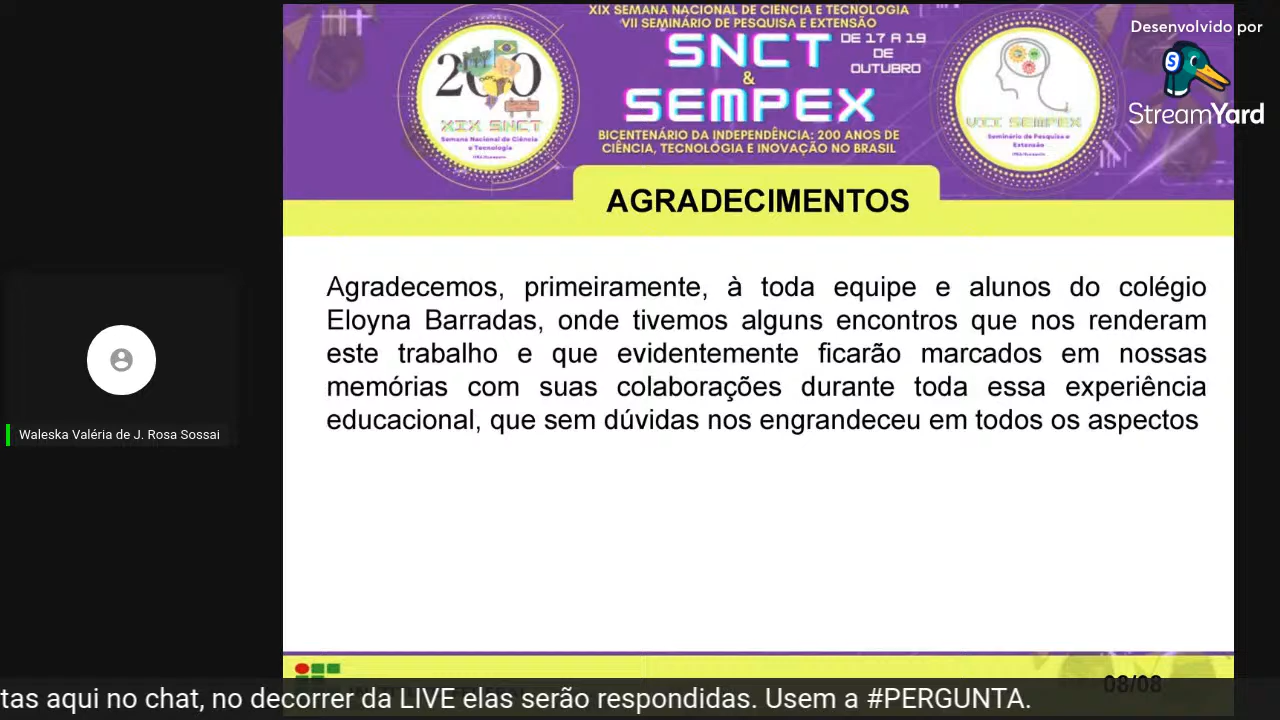 XIX SEMANA NACIONAL DE CIÊNCIA E TECNOLOGIA
VII SEMINÁRIO DE PESQUISA E EXTENSÃO
SNCT
&
SEMPEX
DE 17 A 19
DE
OUTUBRO
BICENTENÁRIO DA INDEPENDÊNCIA: 200 ANOS DE
CIÊNCIA, TECNOLOGIA E INOVAÇÃO NO BRASIL
200
XIX SNCT
Semana Nacional de Ciência
e Tecnologia
VII SEMPEX
Seminário de Pesquisa e
Extensão
Desenvolvido por
StreamYard
AGRADECIMENTOS
Agradecemos, primeiramente, à toda equipe e alunos do colégio
Eloyna Barradas, onde tivemos alguns encontros que nos renderam
este trabalho e que evidentemente ficarão marcados em nossas
memórias com suas colaborações durante toda essa experiência
educacional, que sem dúvidas nos engrandeceu em todos os aspectos
Waleska Valéria de J. Rosa Sossai
08/08
tas aqui no chat, no decorrer da LIVE elas serão respondidas. Usem a #PERGUNTA.